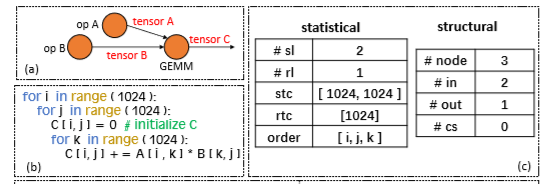 op A
tensor A
op B
tensor B
tensor C
GEMM
(a)
for i in range (1024):
for j in range (1024):
C [ i, j ] = 0 # initialize C
for k in range (1024):
C [ i, j ] + = A [ i , k ] * B [ k, j ]
(b)
statistical
# sl 2
# rl 1
stc [ 1024, 1024 ]
rtc [1024]
order [ i, j, k ]
structural
# node 3
# in 2
# out 1
# cs 0
(c)